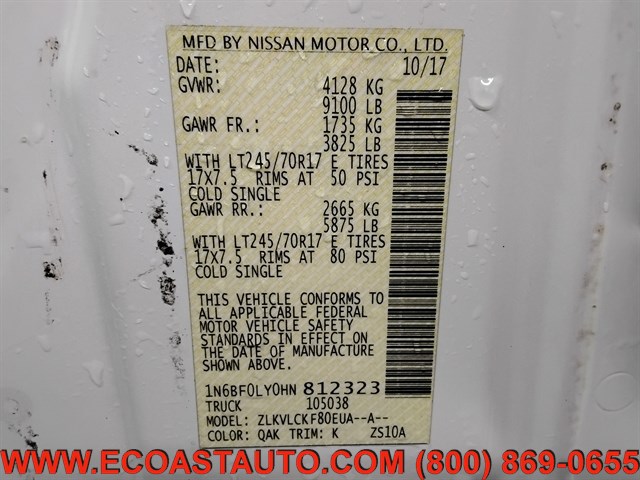 MFD BY NISSAN MOTOR CO., LTD.
DATE: 10/17
GVWR: 4128 KG
9100 LB
GAWR FR.: 1735 KG
3825 LB
WITH LT245/70R17 E TIRES
17X7.5 RIMS AT 50 PSI
COLD SINGLE
GAWR RR.: 2665 KG
5875 LB
WITH LT245/70R17 E TIRES
17X7.5 RIMS AT 80 PSI
COLD SINGLE
THIS VEHICLE CONFORMS TO
ALL APPLICABLE FEDERAL
MOTOR VEHICLE SAFETY
STANDARDS IN EFFECT ON
THE DATE OF MANUFACTURE
SHOWN ABOVE.
1N6BF0LY0HN 812323
TRUCK 105038
MODEL: ZLKVLCKF80EUA--A--
COLOR: QAK TRIM: K ZS10A
WWW.ECOASTAUTO.COM (800) 869-0655